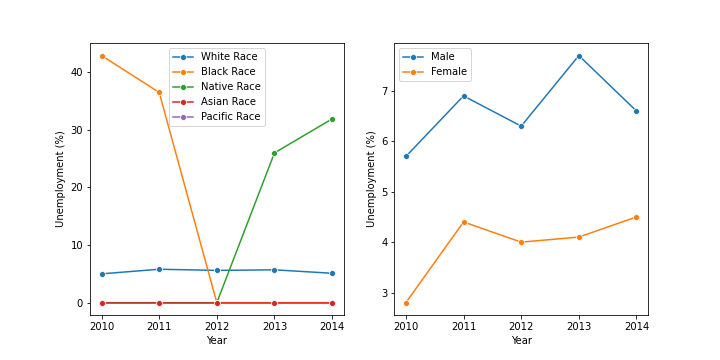 White Race
Black Race
Native Race
Asian Race
Pacific Race
Unemployment (%)
40
30
20
10
0
2010 2011 2012 2013 2014
Year
Male
Female
Unemployment (%)
7
6
5
4
3
2010 2011 2012 2013 2014
Year